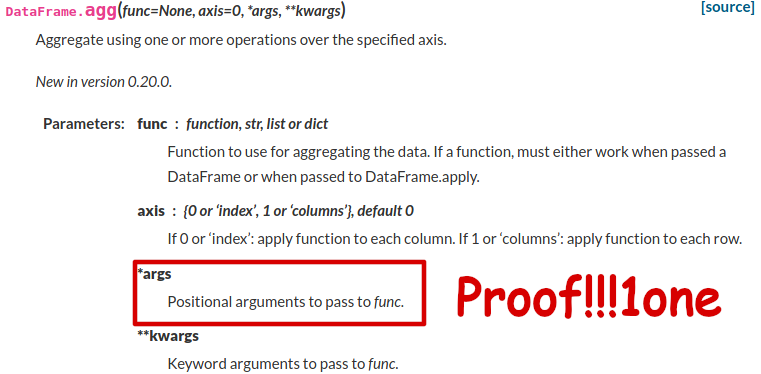 DataFrame.agg(func=None, axis=0, *args, **kwargs) [source]
Aggregate using one or more operations over the specified axis.
New in version 0.20.0.
Parameters: func : function, str, list or dict
Function to use for aggregating the data. If a function, must either work when passed a
DataFrame or when passed to DataFrame.apply.
axis : {0 or ‘index’, 1 or ‘columns’}, default 0
If 0 or ‘index’: apply function to each column. If 1 or ‘columns’: apply function to each row.
*args
Positional arguments to pass to func.
Proof!!!1one
**kwargs
Keyword arguments to pass to func.